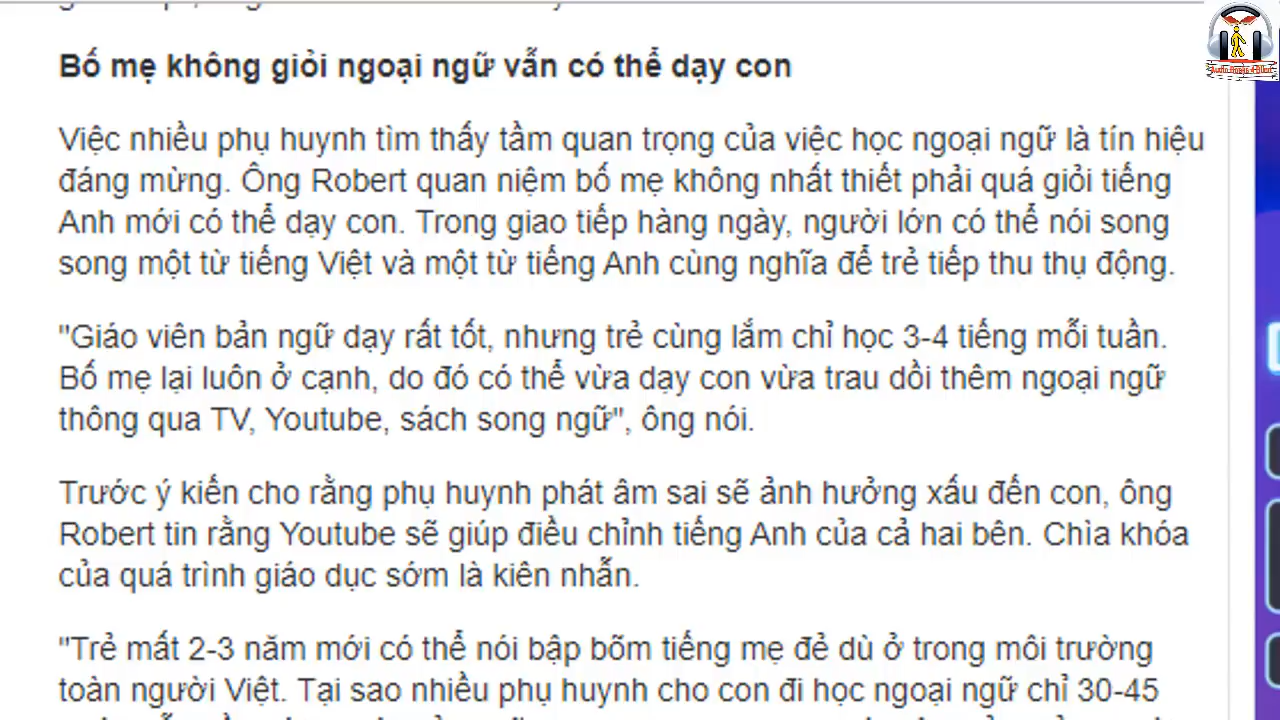 Bố mẹ không giỏi ngoại ngữ vẫn có thể dạy con
Việc nhiều phụ huynh tìm thấy tầm quan trọng của việc học ngoại ngữ là tín hiệu
đáng mừng. Ông Robert quan niệm bố mẹ không nhất thiết phải quá giỏi tiếng
Anh mới có thể dạy con. Trong giao tiếp hàng ngày, người lớn có thể nói song
song một từ tiếng Việt và một từ tiếng Anh cùng nghĩa để trẻ tiếp thu thụ động.
"Giáo viên bản ngữ dạy rất tốt, nhưng trẻ cùng lắm chỉ học 3-4 tiếng mỗi tuần.
Bố mẹ lại luôn ở cạnh, do đó có thể vừa dạy con vừa trau dồi thêm ngoại ngữ
thông qua TV, Youtube, sách song ngữ", ông nói.
Trước ý kiến cho rằng phụ huynh phát âm sai sẽ ảnh hưởng xấu đến con, ông
Robert tin rằng Youtube sẽ giúp điều chỉnh tiếng Anh của cả hai bên. Chìa khóa
của quá trình giáo dục sớm là kiên nhẫn.
"Trẻ mất 2-3 năm mới có thể nói bập bõm tiếng mẹ đẻ dù ở trong môi trường
toàn người Việt. Tại sao nhiều phụ huynh cho con đi học ngoại ngữ chỉ 30-45